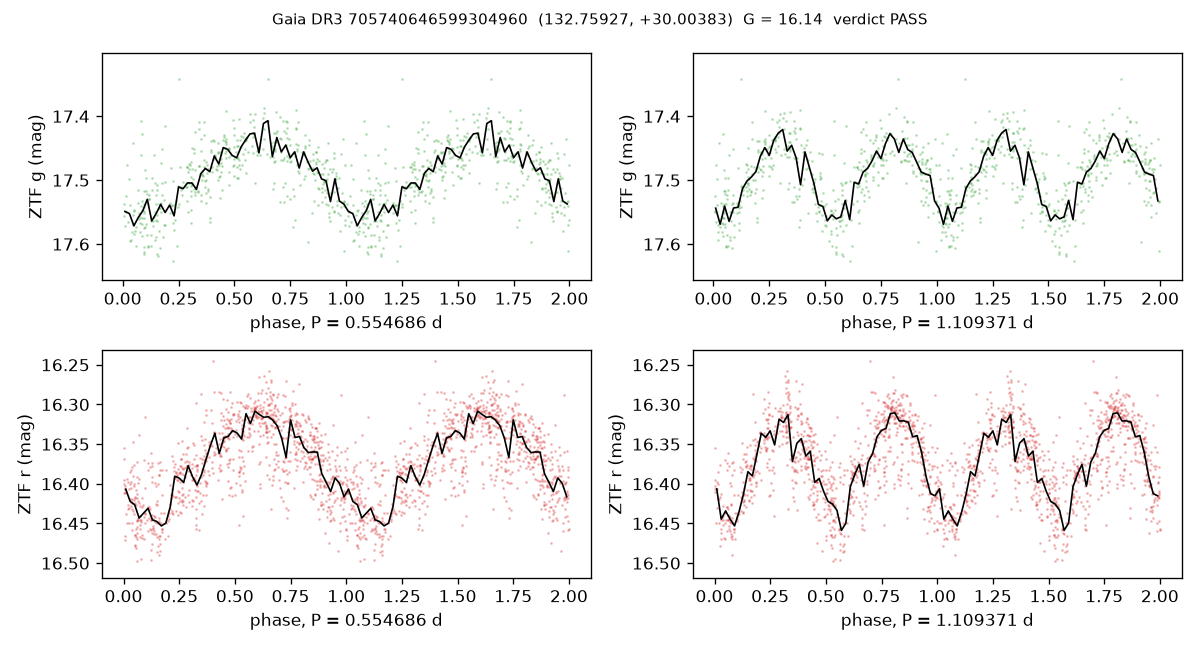 Gaia DR3 705740646599304960 (132.75927, +30.00383) G = 16.14 verdict PASS
ZTF g (mag)
17.4
17.5
17.6
0.00 0.25 0.50 0.75 1.00 1.25 1.50 1.75 2.00
phase, P = 0.554686 d
ZTF g (mag)
17.4
17.5
17.6
0.00 0.25 0.50 0.75 1.00 1.25 1.50 1.75 2.00
phase, P = 1.109371 d
ZTF r (mag)
16.25
16.30
16.35
16.40
16.45
16.50
0.00 0.25 0.50 0.75 1.00 1.25 1.50 1.75 2.00
phase, P = 0.554686 d
ZTF r (mag)
16.25
16.30
16.35
16.40
16.45
16.50
0.00 0.25 0.50 0.75 1.00 1.25 1.50 1.75 2.00
phase, P = 1.109371 d